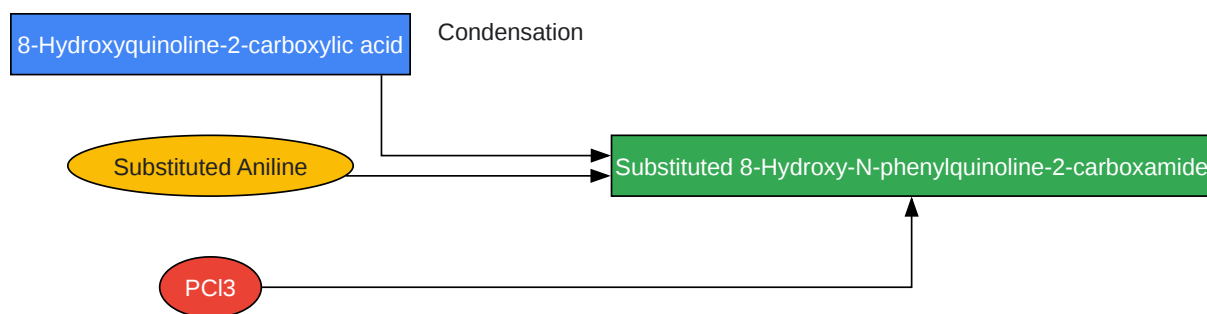 8-Hydroxyquinoline-2-carboxylic acid
Condensation
Substituted Aniline
Substituted 8-Hydroxy-N-phenylquinoline-2-carboxamide
PCl3